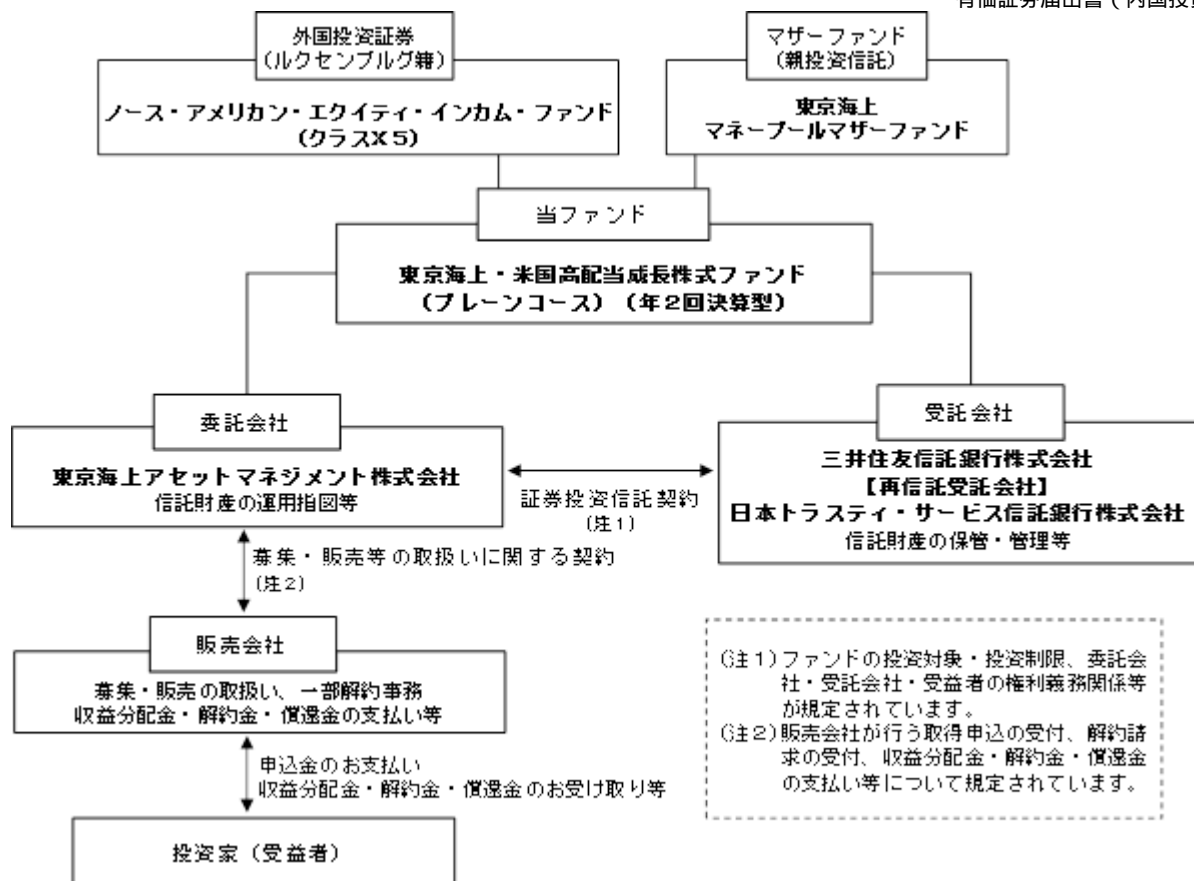 外国投資証券
(ルクセンブルグ籍)
ノース・アメリカン・エクイティ・インカム・ファンド
(クラスX5)
マザーファンド
(親投資信託)
東京海上
マネープールマザーファンド
当ファンド
東京海上・米国高配当成長株式ファンド
(プレーンコース)(年2回決算型)
委託会社
東京海上アセットマネジメント株式会社
信託財産の運用指図等
証券投資信託契約
(注1)
受託会社
三井住友信託銀行株式会社
【再信託受託会社】
日本トラスティ・サービス信託銀行株式会社
信託財産の保管・管理等
募集・販売等の取扱いに関する契約
(注2)
販売会社
募集・販売の取扱い、一部解約事務
収益分配金・解約金・償還金の支払い等
申込金のお支払い
収益分配金・解約金・償還金のお受け取り等
投資家(受益者)
(注1)ファンドの投資対象・投資制限、委託会
社・受託会社・受益者の権利義務関係等
が規定されています。
(注2)販売会社が行う取得申込の受付、解約請
求の受付、収益分配金・解約金・償還金
の支払い等について規定されています。